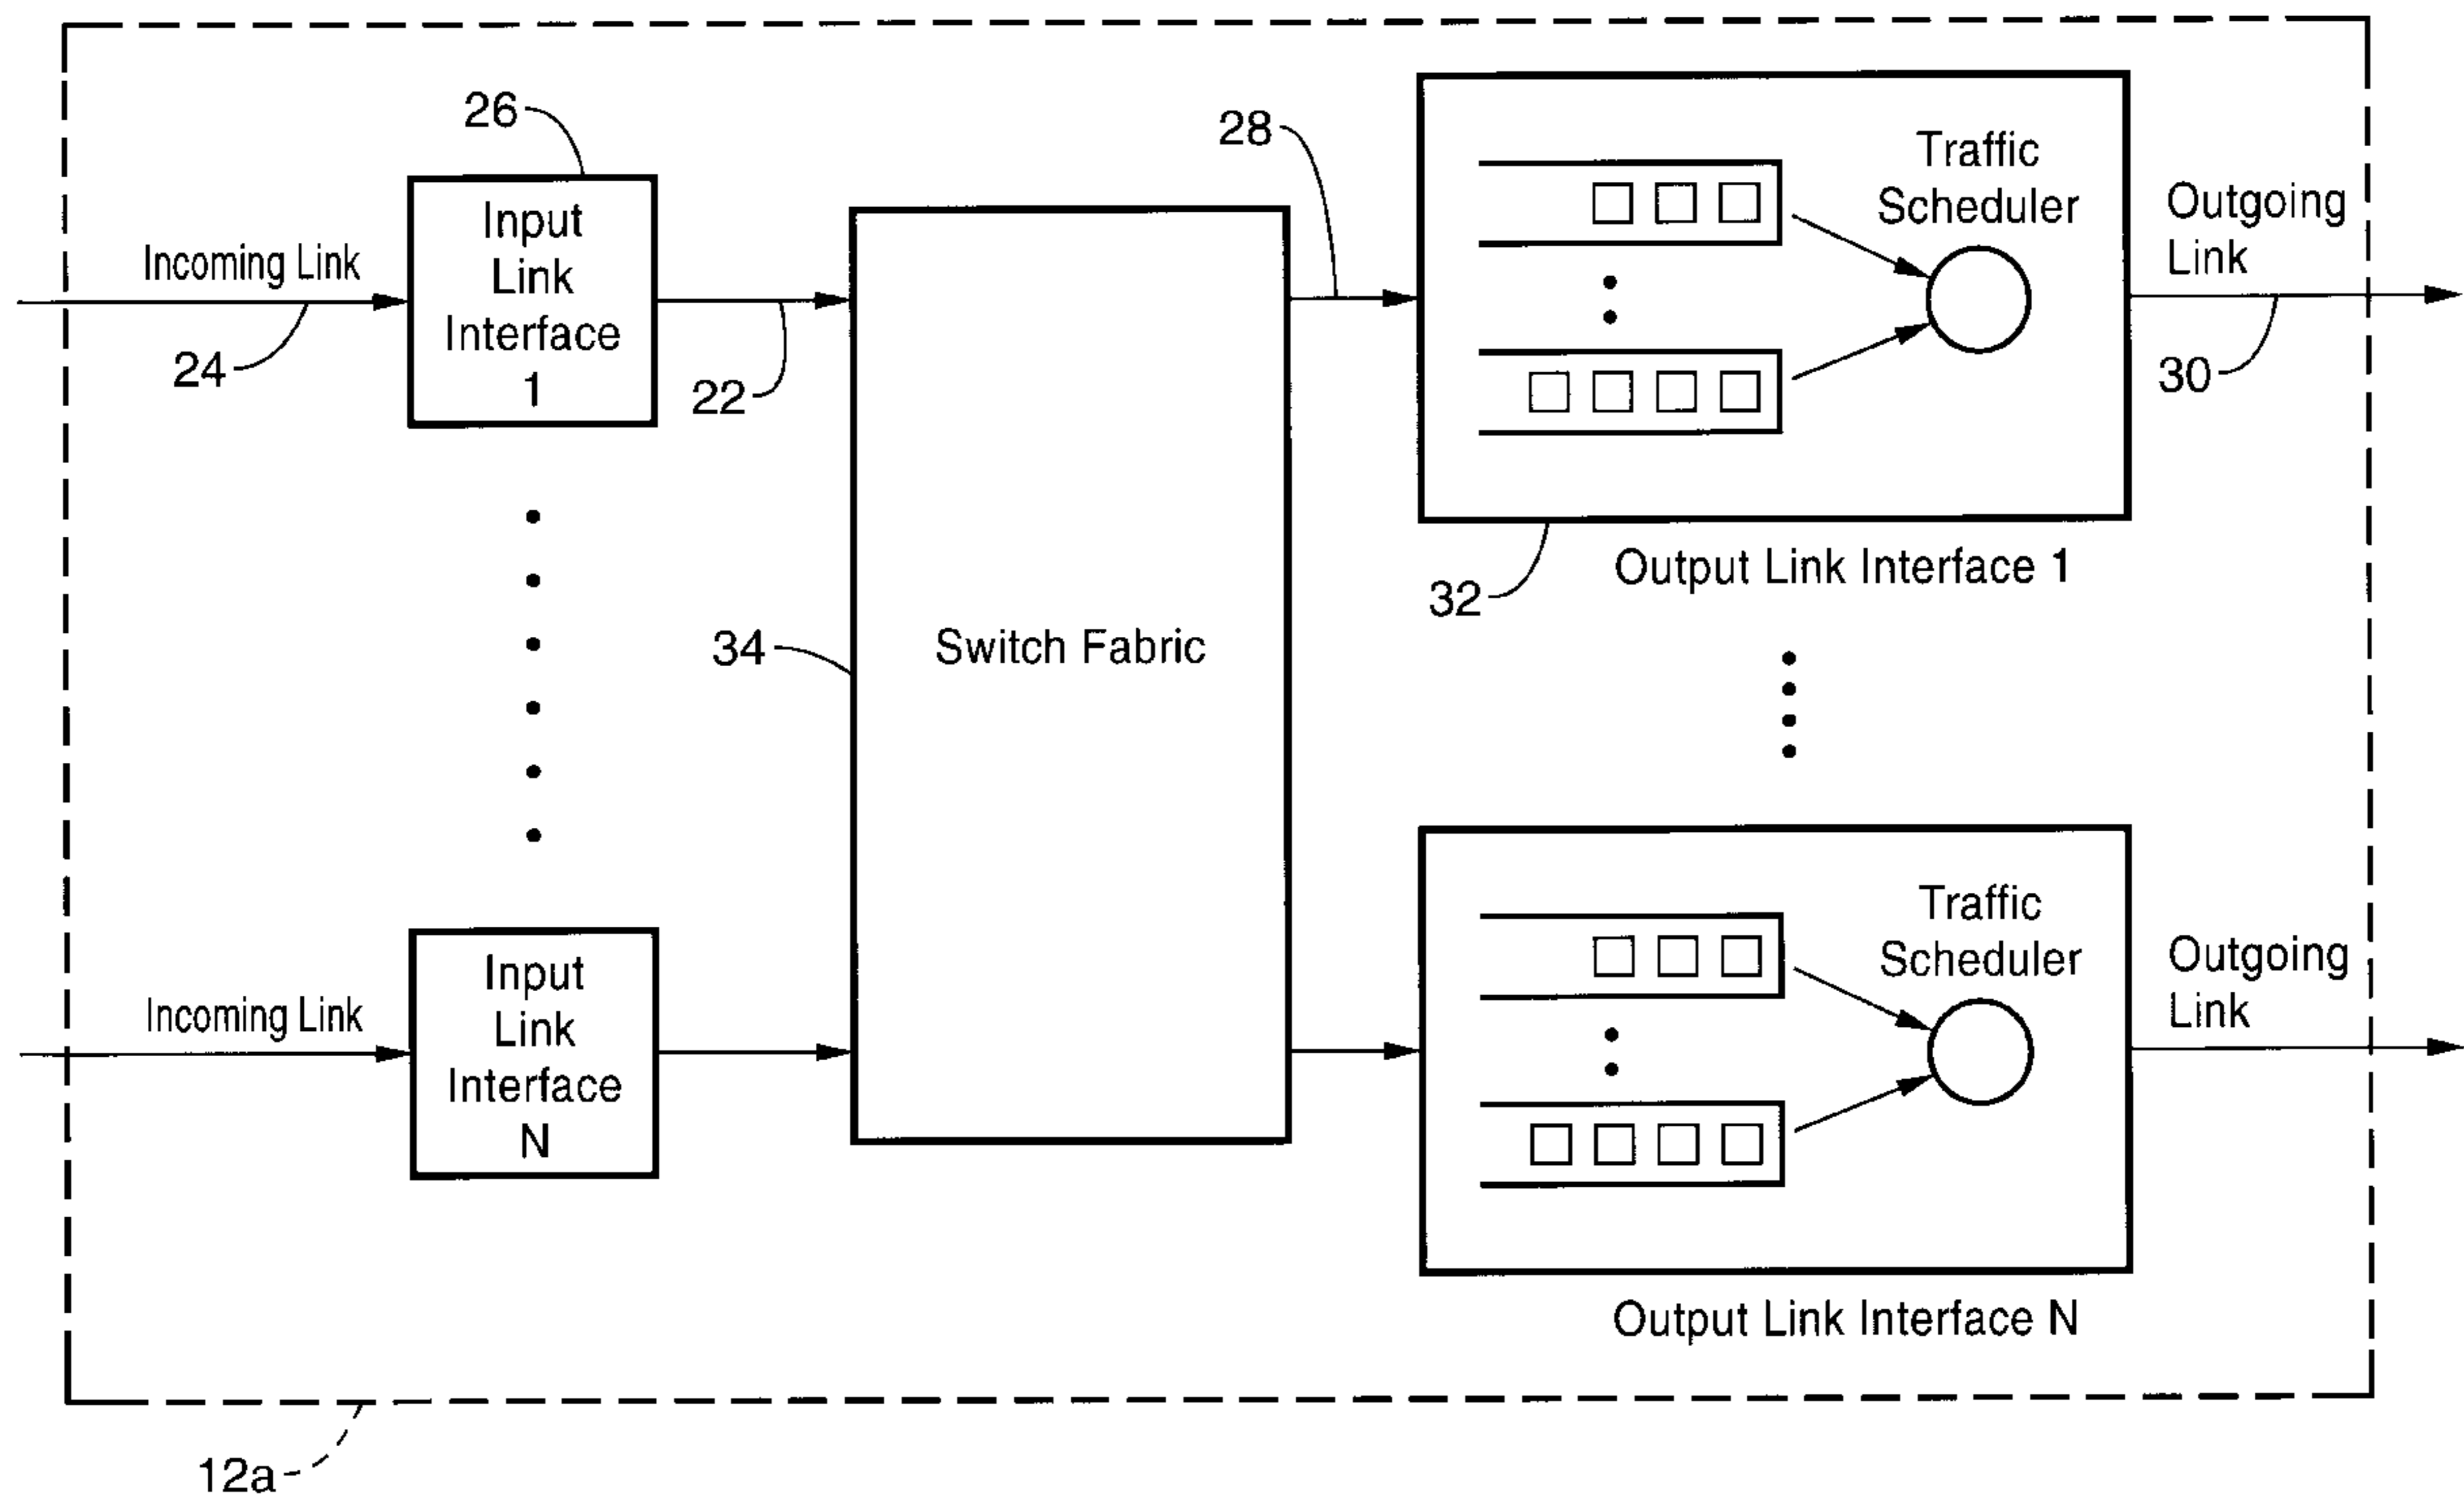 26
28
Traffic
Scheduler
Input
Link
Interface
1
Incoming Link
24
22
Outgoing
Link
30
Output Link Interface 1
32
34
Switch Fabric
Input
Link
Interface
N
Incoming Link
Traffic
Scheduler
Outgoing
Link
Output Link Interface N
12a